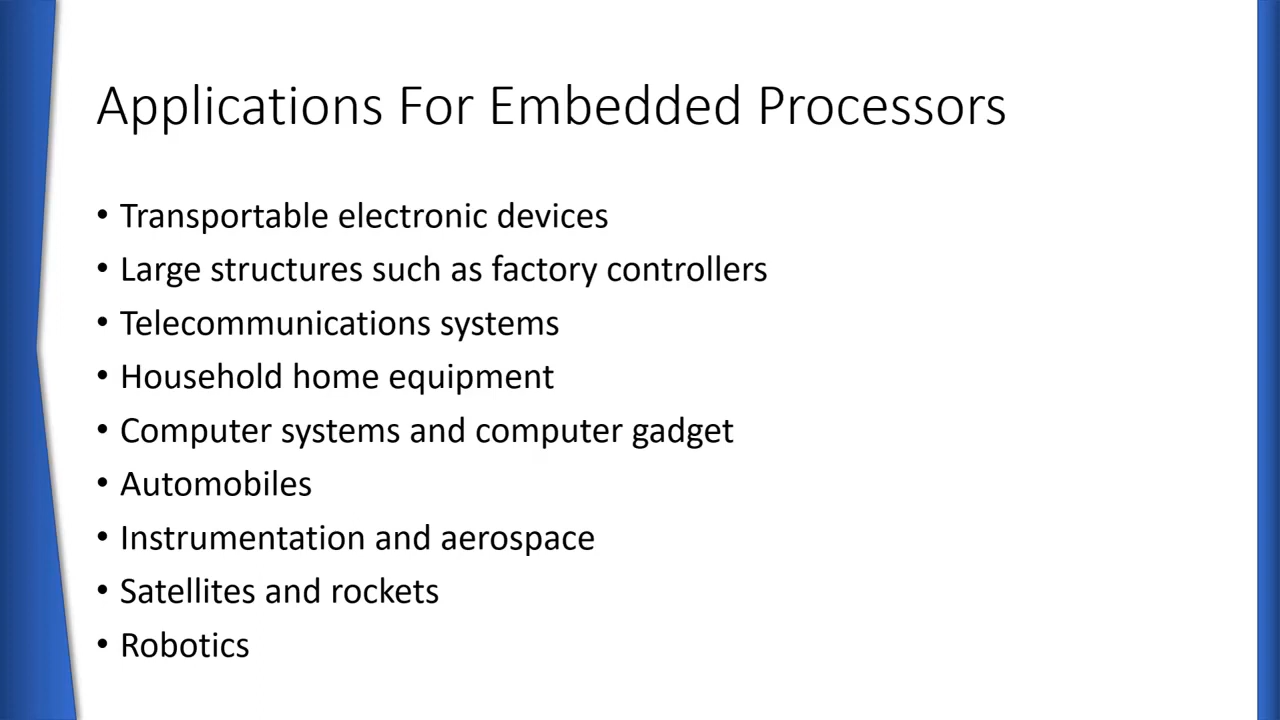 Applications For Embedded Processors
• Transportable electronic devices
• Large structures such as factory controllers
• Telecommunications systems
• Household home equipment
• Computer systems and computer gadget
• Automobiles
• Instrumentation and aerospace
• Satellites and rockets
• Robotics